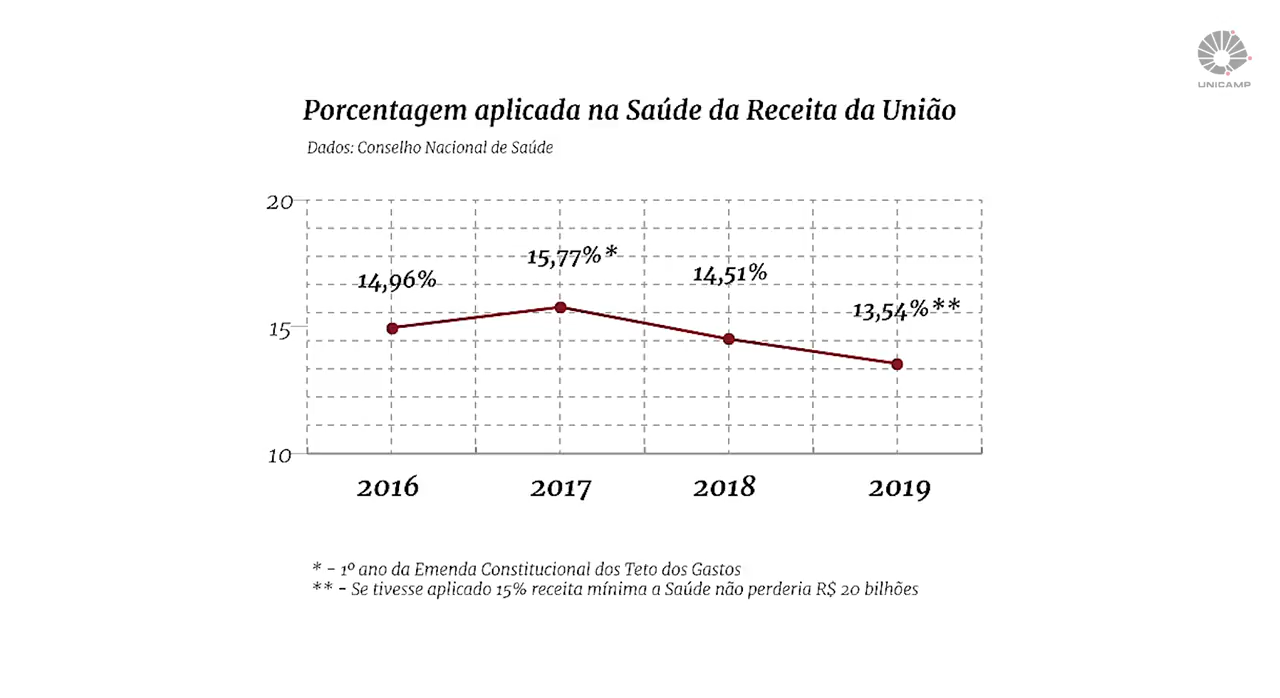 UNICAMP
Porcentagem aplicada na Saúde da Receita da União
Dados: Conselho Nacional de Saúde
20
15,77%*
14,96%
14,51%
13,54%**
15
10
2016 2017 2018 2019
* - 1º ano da Emenda Constitucional dos Teto dos Gastos
** - Se tivesse aplicado 15% receita mínima a Saúde não perderia R$ 20 bilhões